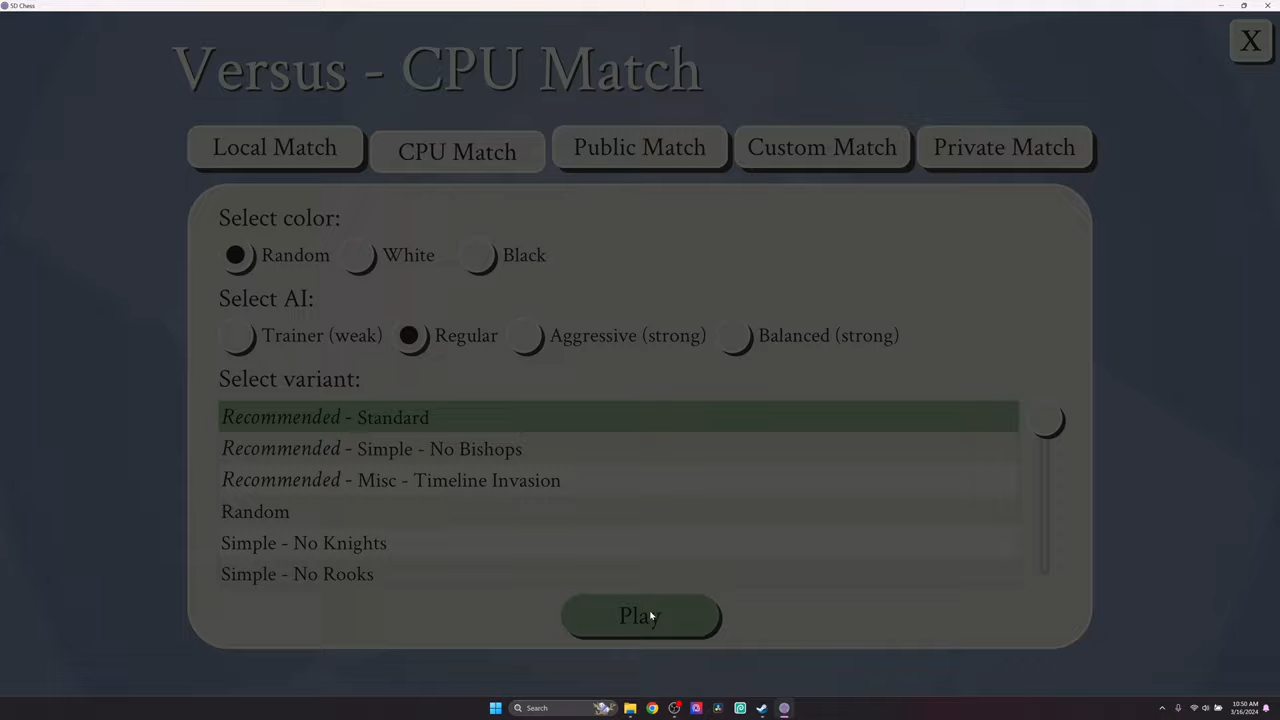 5D Chess
X
Versus - CPU Match
Local Match
CPU Match
Public Match
Custom Match
Private Match
Select color:
Random
White
Black
Select AI:
Trainer (weak)
Regular
Aggressive (strong)
Balanced (strong)
Select variant:
Recommended - Standard
Recommended - Simple - No Bishops
Recommended - Misc - Timeline Invasion
Random
Simple - No Knights
Simple - No Rooks
Play
Search
10:50 AM
3/16/2024